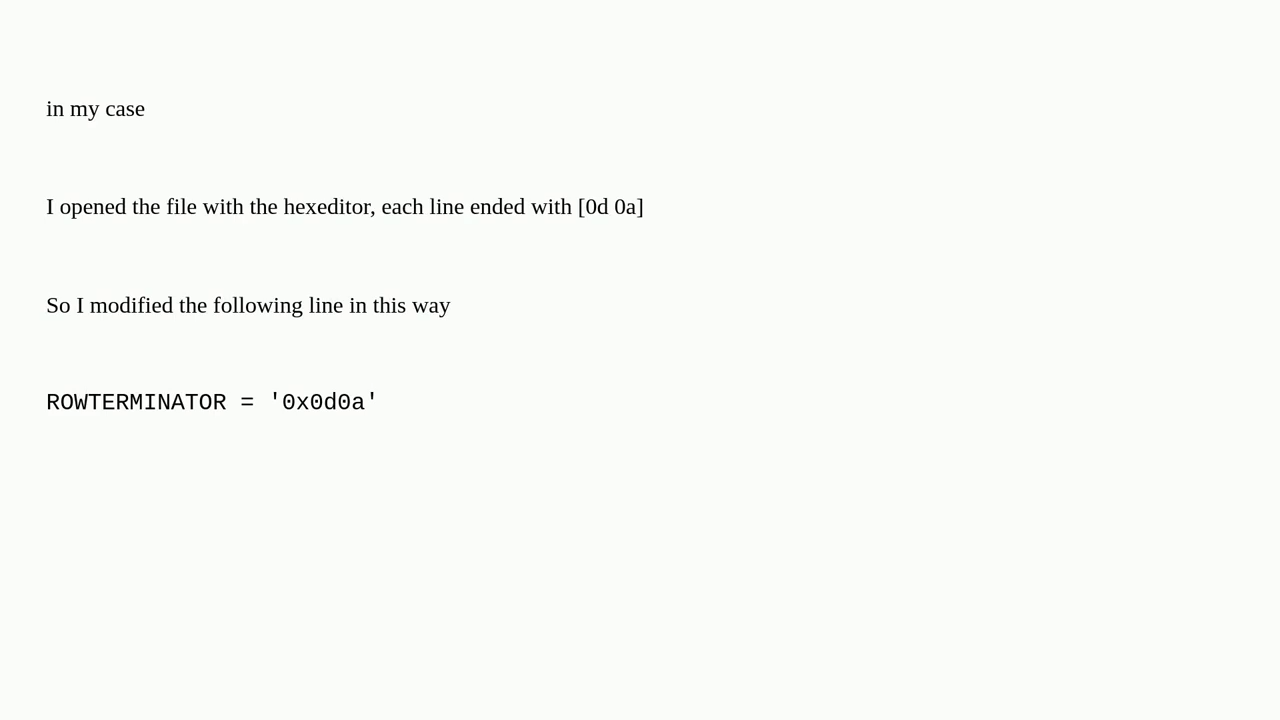 in my case
I opened the file with the hexeditor, each line ended with [0d 0a]
So I modified the following line in this way
ROWTERMINATOR = '0x0d0a'